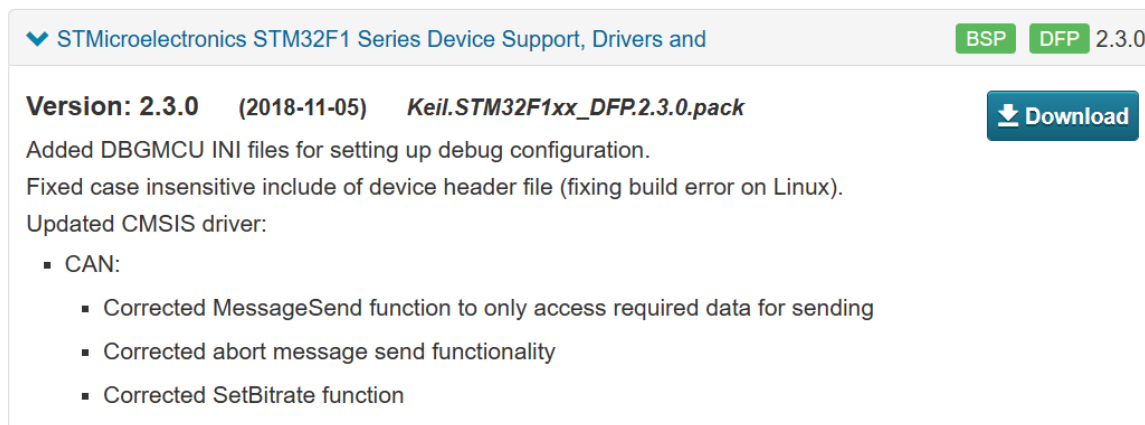 STMicroelectronics STM32F1 Series Device Support, Drivers and BSP DFP 2.3.0
Version: 2.3.0 (2018-11-05) Keil.STM32F1xx_DFP.2.3.0.pack Download
Added DBGMCU INI files for setting up debug configuration.
Fixed case insensitive include of device header file (fixing build error on Linux).
Updated CMSIS driver:
▪ CAN:
▪ Corrected MessageSend function to only access required data for sending
▪ Corrected abort message send functionality
▪ Corrected SetBitrate function